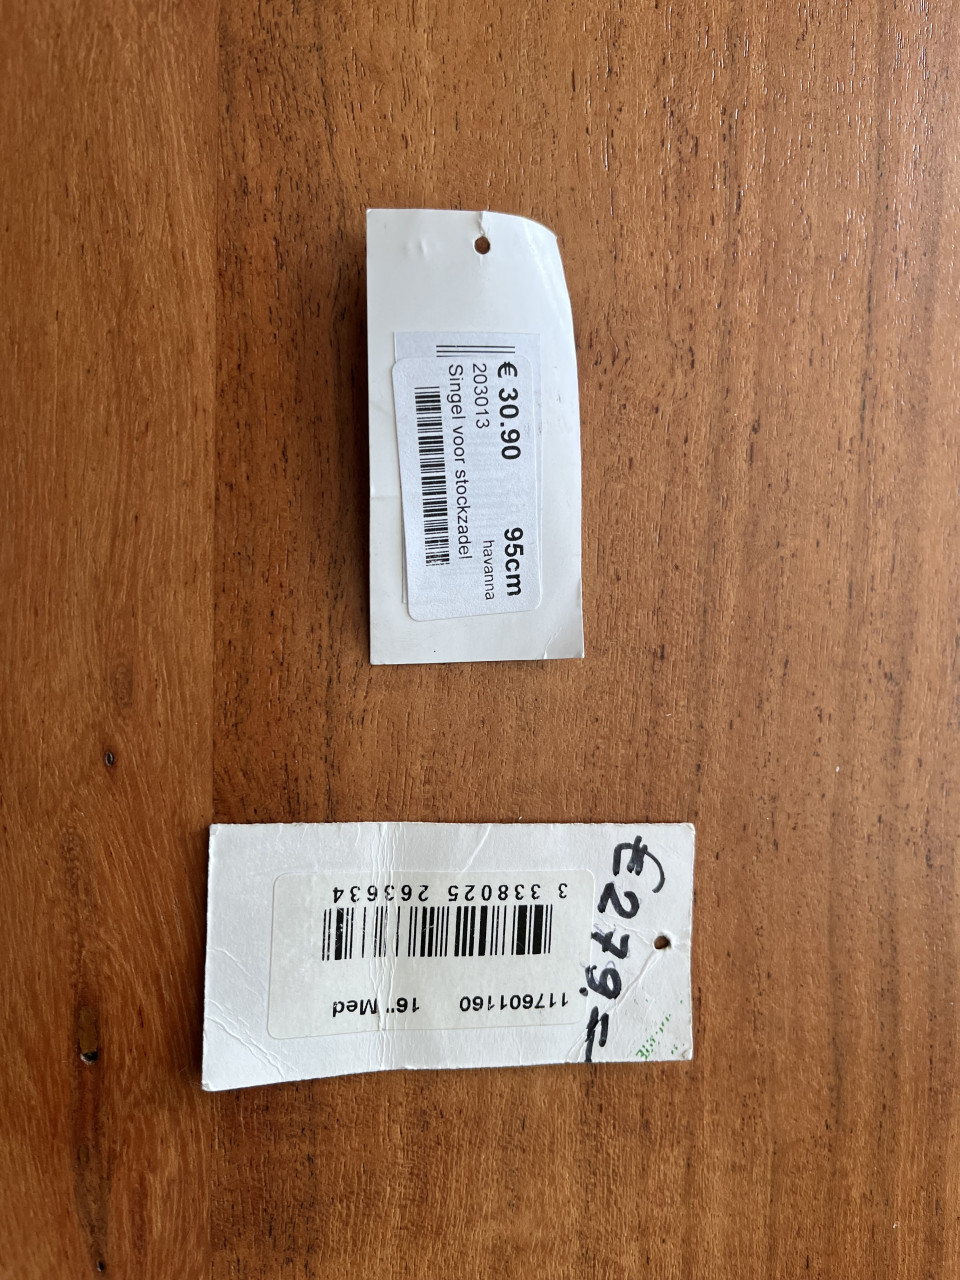 € 30.90 95cm
203013 havanna
Singel voor stockzadel
€279.=
3 338025 263634
117601160 16" Med